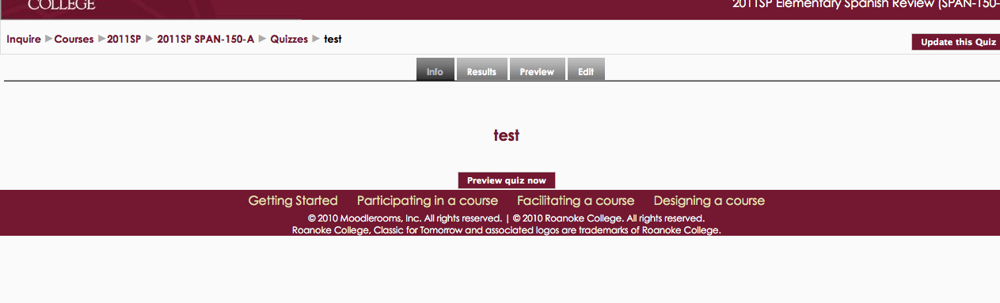 COLLEGE
2011SP Elementary Spanish Review (SPAN-150-
Inquire ▶ Courses ▶ 2011SP ▶ 2011SP SPAN-150-A ▶ Quizzes ▶ test
Update this Quiz
Info Results Preview Edit
test
Preview quiz now
Getting Started Participating in a course Facilitating a course Designing a course
© 2010 Moodlerooms, Inc. All rights reserved. | © 2010 Roanoke College. All rights reserved.
Roanoke College, Classic for Tomorrow and associated logos are trademarks of Roanoke College.